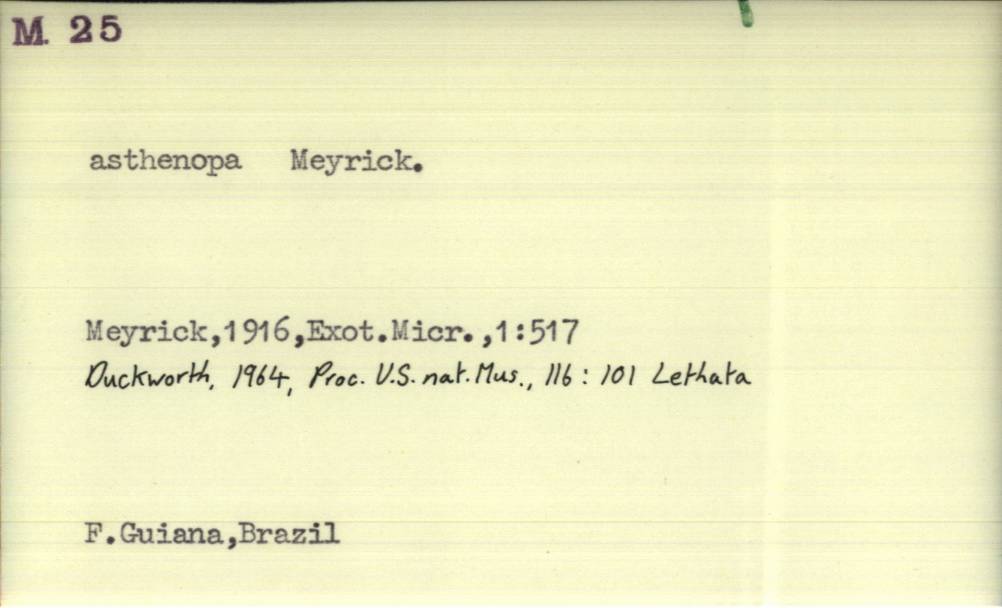 M. 25
asthenopa Meyrick.
Meyrick,1916,Exot.Micr.,1:517
Duckworth, 1964, Proc. U.S. nat. Mus., 116 : 101 Lethata
F.Guiana,Brazil